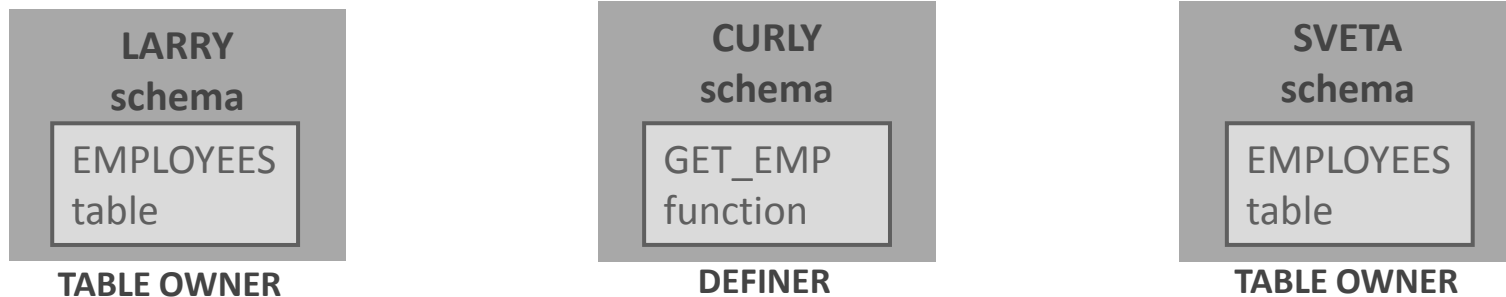 LARRY
schema
EMPLOYEES
table
TABLE OWNER
CURLY
schema
GET_EMP
function
DEFINER
SVETA
schema
EMPLOYEES
table
TABLE OWNER